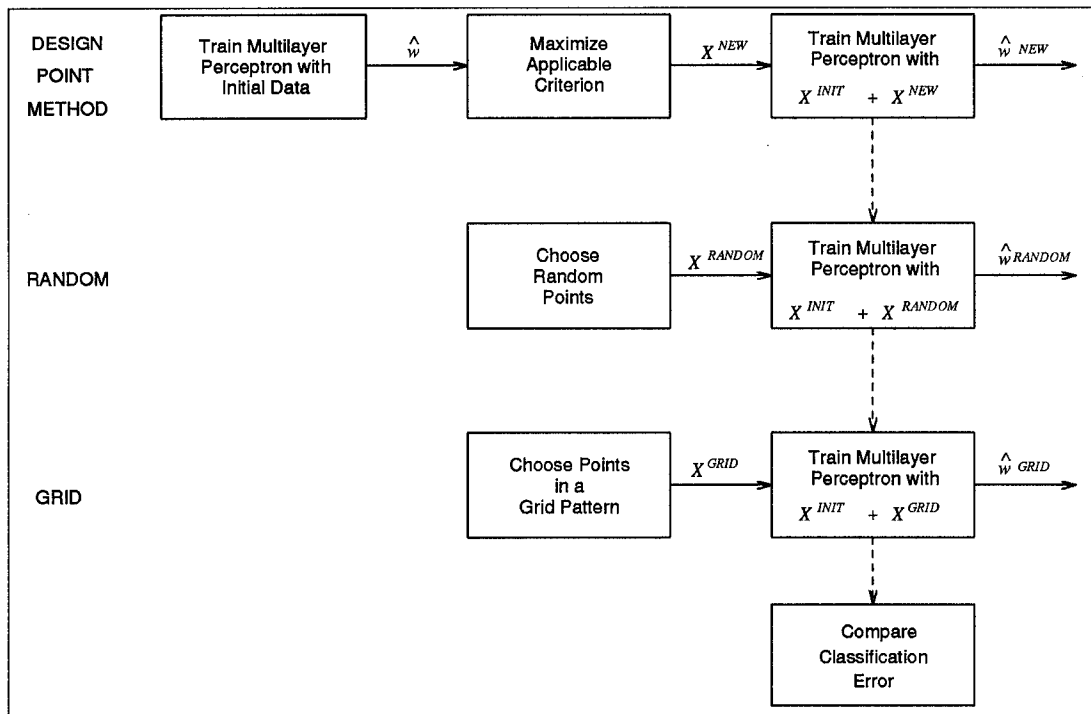 DESIGN
POINT
METHOD
Train Multilayer
Perceptron with
Initial Data
ŵ
Maximize
Applicable
Criterion
X^NEW
Train Multilayer
Perceptron with
X^INIT + X^NEW
ŵ^NEW
RANDOM
Choose
Random
Points
X^RANDOM
Train Multilayer
Perceptron with
X^INIT + X^RANDOM
ŵ^RANDOM
GRID
Choose Points
in a
Grid Pattern
X^GRID
Train Multilayer
Perceptron with
X^INIT + X^GRID
ŵ^GRID
Compare
Classification
Error